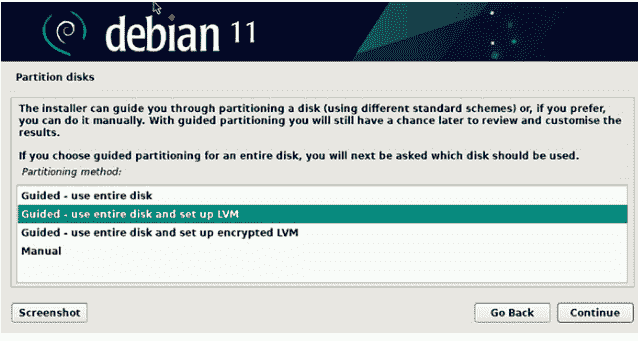 debian 11
Partition disks
The installer can guide you through partitioning a disk (using different standard schemes) or, if you prefer,
you can do it manually. With guided partitioning you will still have a chance later to review and customise the
results.
If you choose guided partitioning for an entire disk, you will next be asked which disk should be used.
Partitioning method:
Guided - use entire disk
Guided - use entire disk and set up LVM
Guided - use entire disk and set up encrypted LVM
Manual
Screenshot
Go Back
Continue